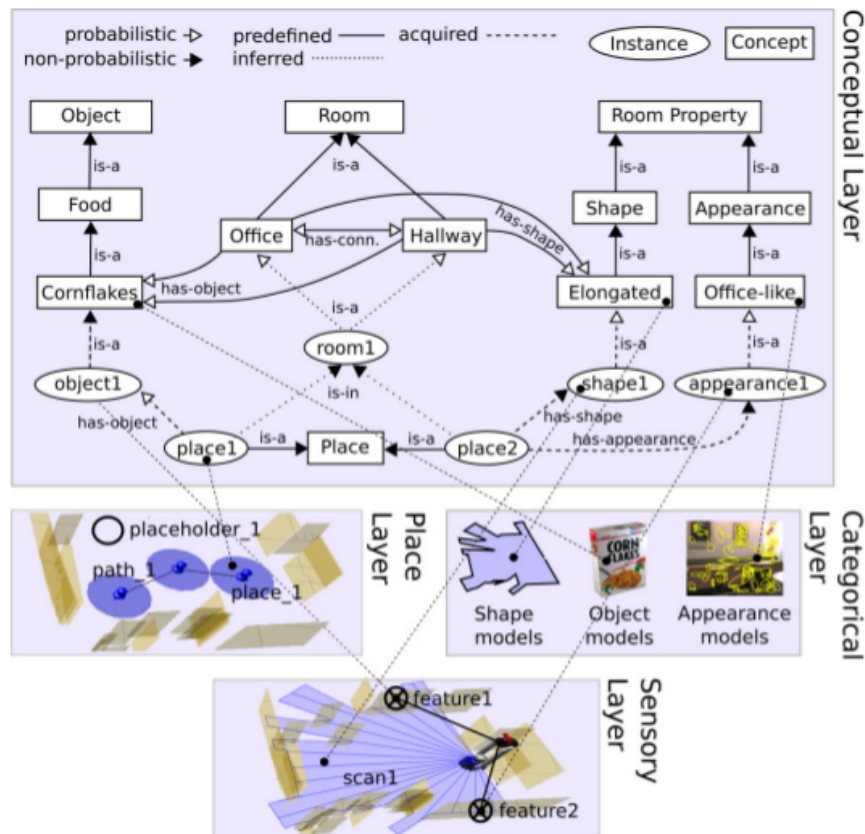 probabilistic
predefined
acquired
non-probabilistic
inferred
Instance
Concept
Conceptual Layer
Object
Room
Room Property
is-a
is-a
is-a
is-a
Food
Office
has-conn.
Hallway
has-shape
Shape
Appearance
is-a
has-object
is-a
is-a
Cornflakes
Elongated
Office-like
is-a
is-a
is-a
is-a
room1
object1
shape1
appearance1
is-in
has-object
has-shape
place1
is-a
Place
is-a
place2
has-appearance
placeholder_1
path_1
place_1
Place
Layer
CORN
FLAKES
Shape
models
Object
models
Appearance
models
Categorical
Layer
feature1
scan1
feature2
Sensory
Layer